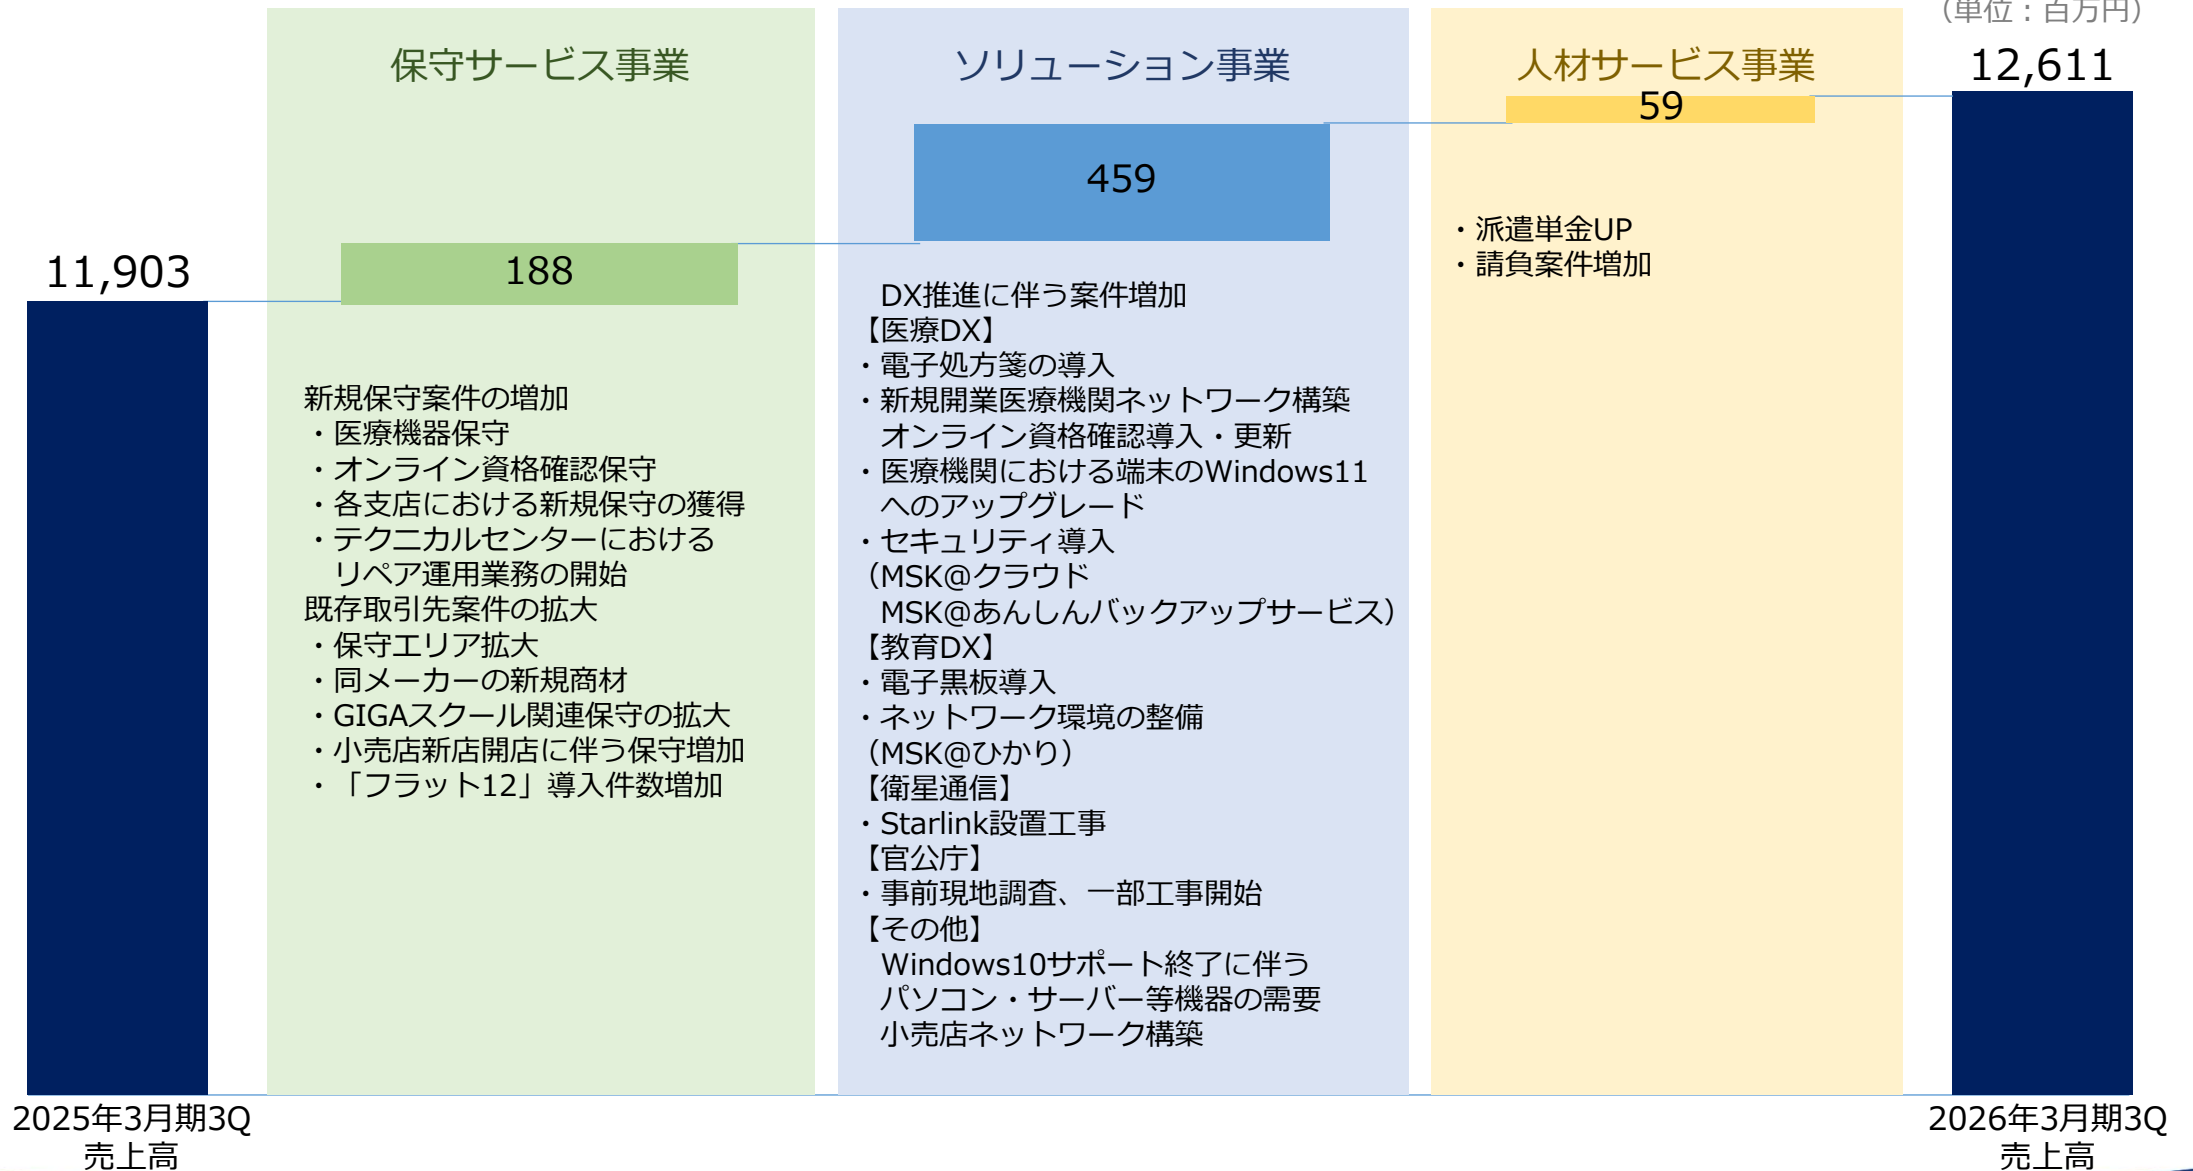 （単位：百万円）
保守サービス事業
ソリューション事業
人材サービス事業
12,611
59
459
188
11,903
新規保守案件の増加
・医療機器保守
・オンライン資格確認保守
・各支店における新規保守の獲得
・テクニカルセンターにおける
リペア運用業務の開始
既存取引先案件の拡大
・保守エリア拡大
・同メーカーの新規商材
・GIGAスクール関連保守の拡大
・小売店新店開店に伴う保守増加
・「フラット12」導入件数増加
DX推進に伴う案件増加
【医療DX】
・電子処方箋の導入
・新規開業医療機関ネットワーク構築
オンライン資格確認導入・更新
・医療機関における端末のWindows11
へのアップグレード
・セキュリティ導入
（MSK@クラウド
MSK@あんしんバックアップサービス）
【教育DX】
・電子黒板導入
・ネットワーク環境の整備
（MSK@ひかり）
【衛星通信】
・Starlink設置工事
【官公庁】
・事前現地調査、一部工事開始
【その他】
Windows10サポート終了に伴う
パソコン・サーバー等機器の需要
小売店ネットワーク構築
・派遣単金UP
・請負案件増加
2025年3月期3Q
売上高
2026年3月期3Q
売上高